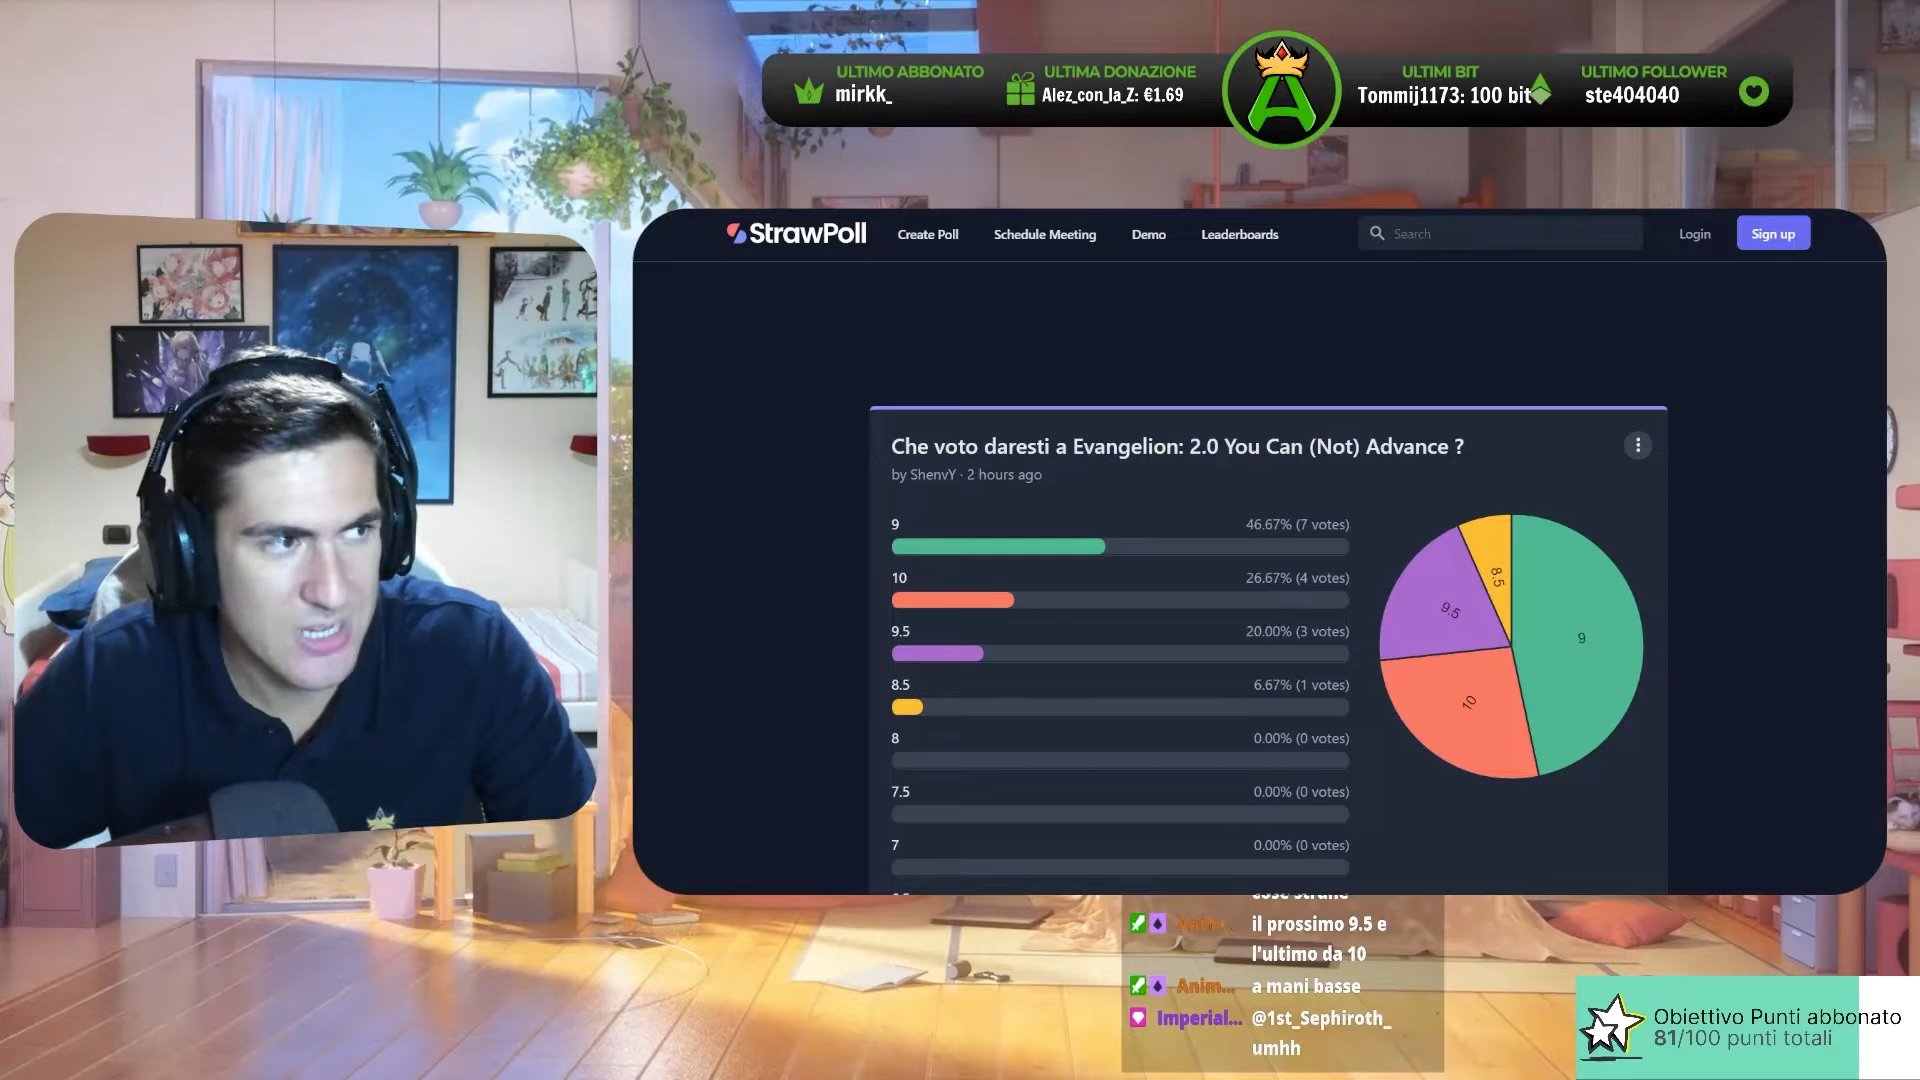 ULTIMO ABBONATO
mirkk_
ULTIMA DONAZIONE
Alez_con_la_Z: €1.69
A
ULTIMI BIT
Tommij1173: 100 bit
ULTIMO FOLLOWER
ste404040
StrawPoll
Create Poll
Schedule Meeting
Demo
Leaderboards
Search
Login
Sign up
Che voto daresti a Evangelion: 2.0 You Can (Not) Advance ?
by ShenvY · 2 hours ago
9 46.67% (7 votes)
10 26.67% (4 votes)
9.5 20.00% (3 votes)
8.5 6.67% (1 votes)
8 0.00% (0 votes)
7.5 0.00% (0 votes)
7 0.00% (0 votes)
8.5
9.5
9
10
cose strane
Anim... il prossimo 9.5 e
l'ultimo da 10
Anim... a mani basse
Imperial... @1st_Sephiroth_
umhh
Obiettivo Punti abbonato
81/100 punti totali